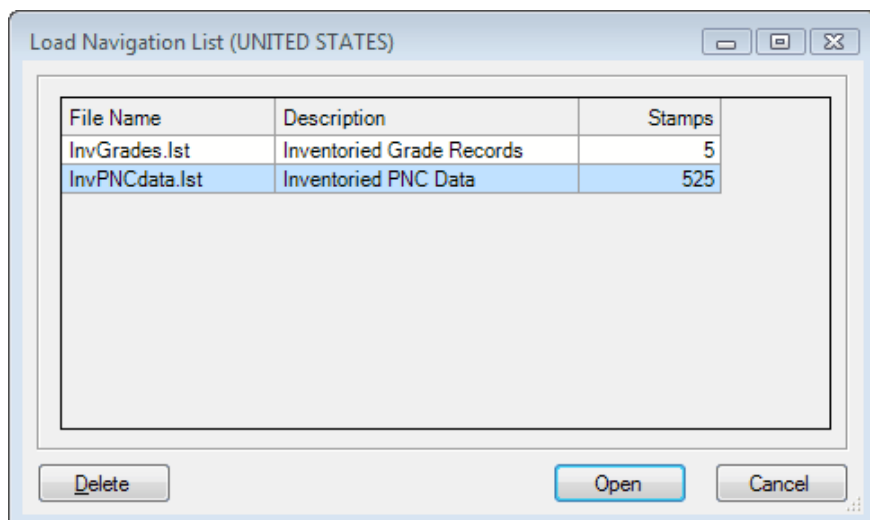 Load Navigation List (UNITED STATES)
File Name Description Stamps
InvGrades.lst Inventoried Grade Records 5
InvPNCdata.lst Inventoried PNC Data 525
Delete Open Cancel